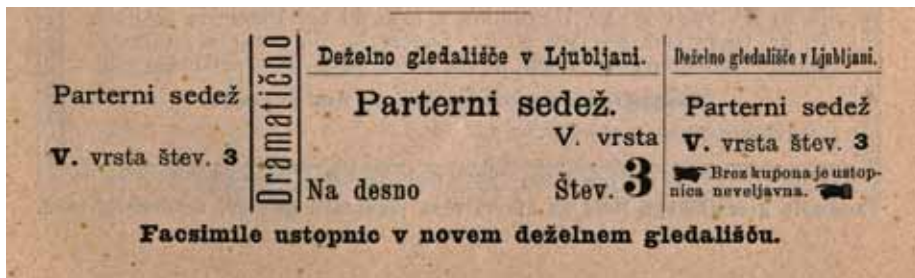 Parterni sedež
V. vrsta štev. 3
Dramatično
Deželno gledališče v Ljubljani.
Parterni sedež.
V. vrsta
Na desno Štev. 3
Deželno gledališče v Ljubljani.
Parterni sedež
V. vrsta štev. 3
Brez kupona je ustop-
nica neveljavna.
Facsimile ustopnic v novem deželnem gledališču.